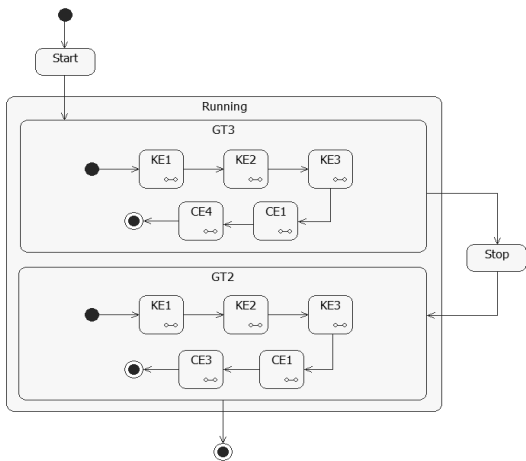 Start
Running
GT3
KE1
KE2
KE3
CE4
CE1
Stop
GT2
KE1
KE2
KE3
CE3
CE1